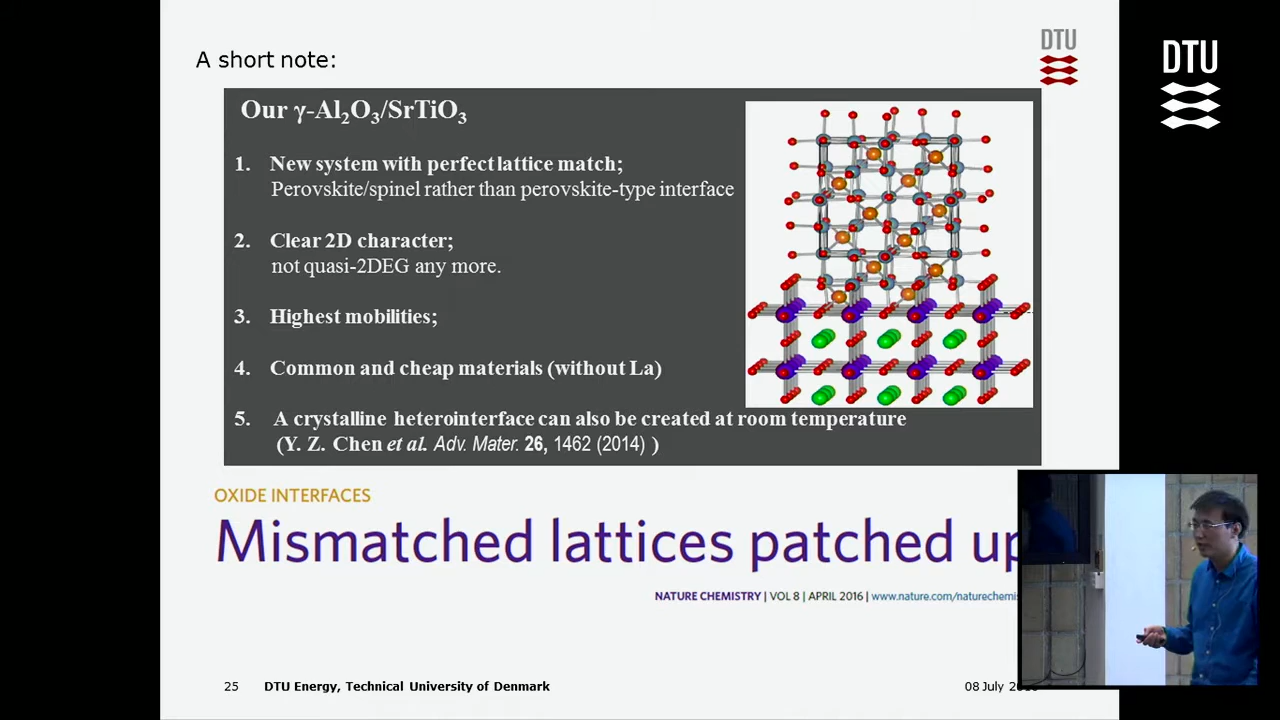 A short note:
DTU
DTU
Our γ-Al₂O₃/SrTiO₃
1. New system with perfect lattice match;
Perovskite/spinel rather than perovskite-type interface
2. Clear 2D character;
not quasi-2DEG any more.
3. Highest mobilities;
4. Common and cheap materials (without La)
5. A crystalline heterointerface can also be created at room temperature
(Y. Z. Chen et al. Adv. Mater. 26, 1462 (2014) )
OXIDE INTERFACES
Mismatched lattices patched up
NATURE CHEMISTRY | VOL 8 | APRIL 2016 | www.nature.com/naturechemis
25 DTU Energy, Technical University of Denmark 08 July